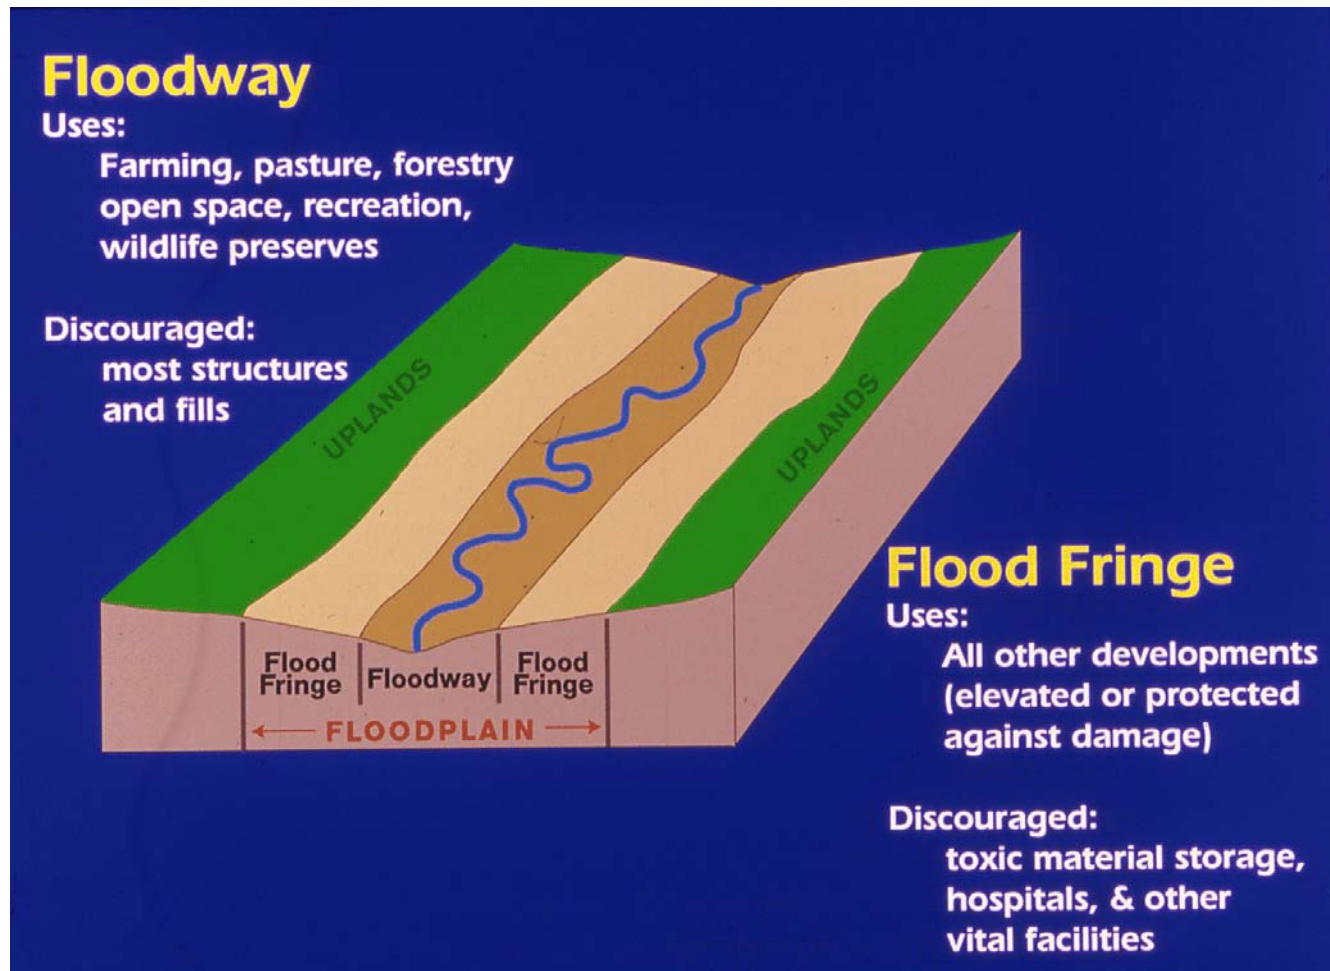 Floodway
Uses:
Farming, pasture, forestry
open space, recreation,
wildlife preserves
Discouraged:
most structures
and fills
UPLANDS
UPLANDS
Flood
Fringe
Floodway
Flood
Fringe
FLOODPLAIN
Flood Fringe
Uses:
All other developments
(elevated or protected
against damage)
Discouraged:
toxic material storage,
hospitals, & other
vital facilities